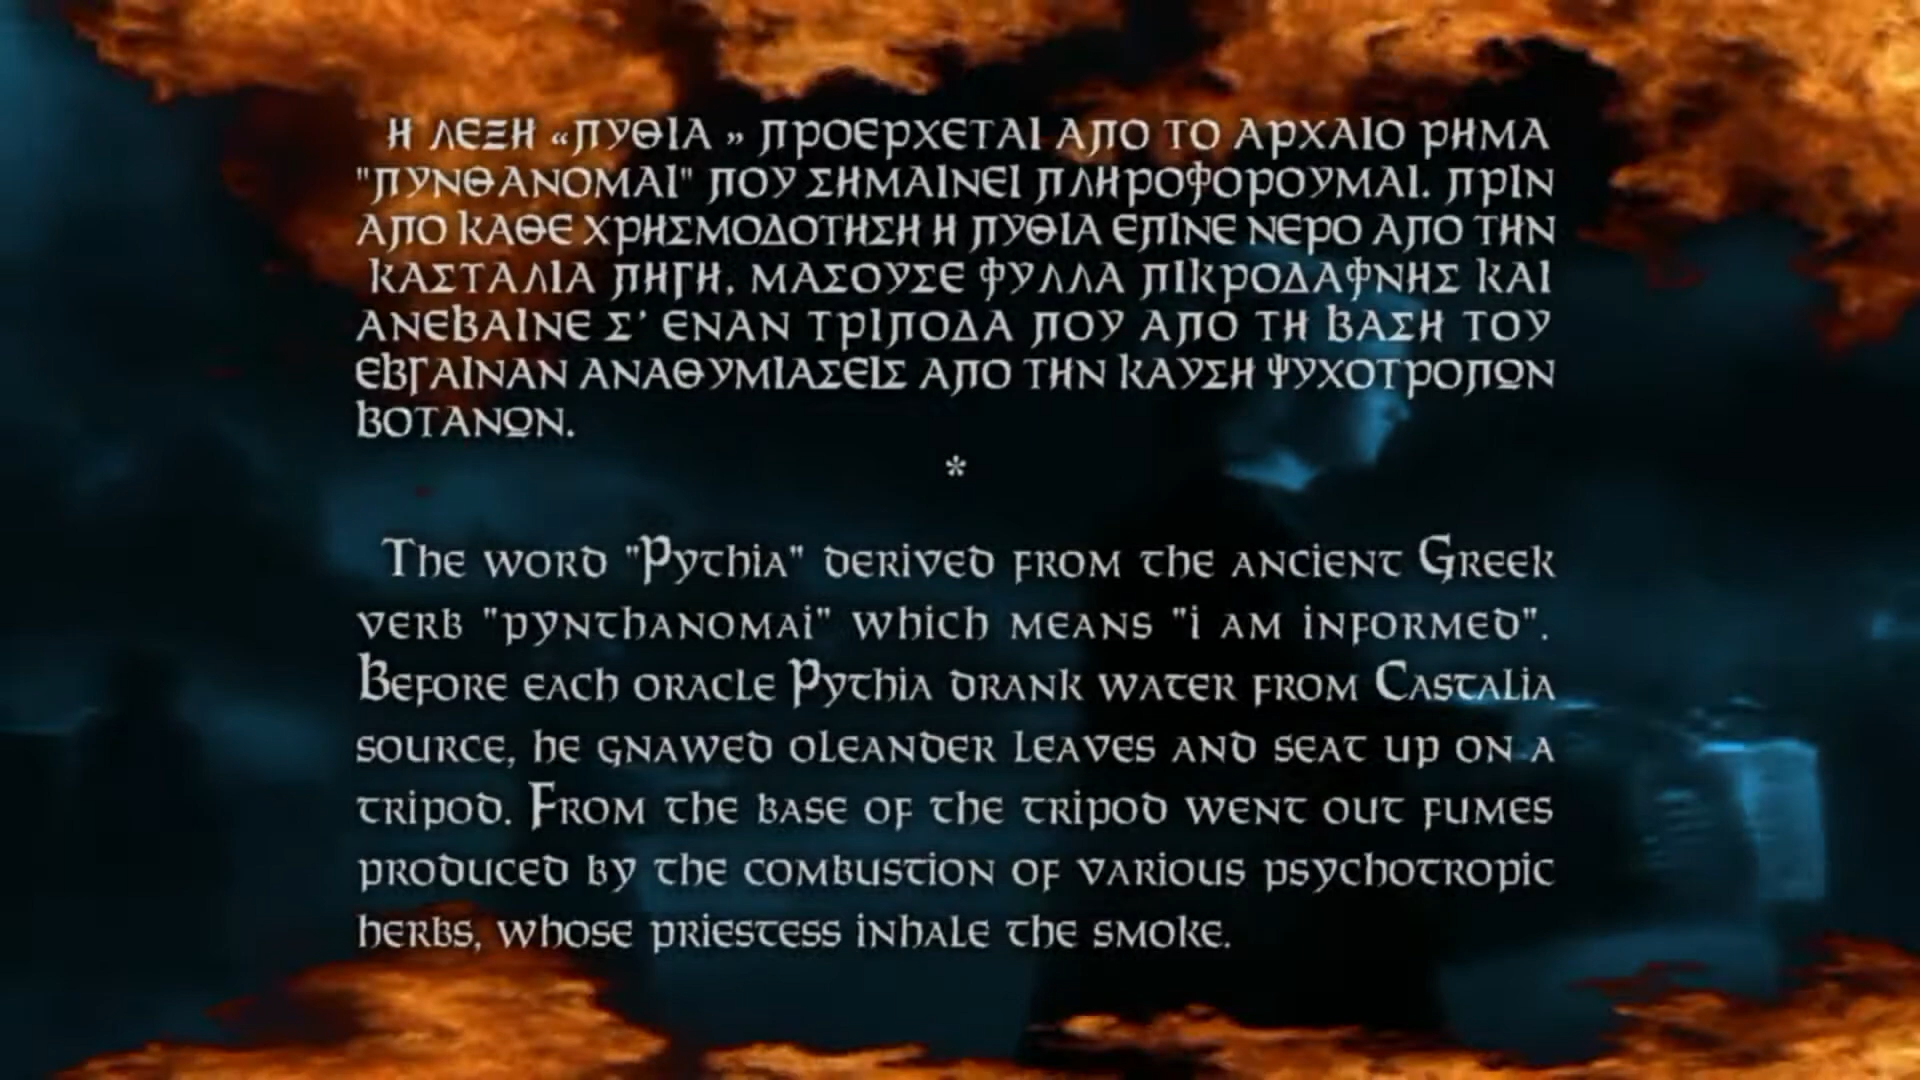 Η ΛΕΞΗ «ΠΥΘΙΑ » ΠΡΟΕΡΧΕΤΑΙ ΑΠΟ ΤΟ ΑΡΧΑΙΟ ΡΗΜΑ
"ΠΥΝΘΑΝΟΜΑΙ" ΠΟΥ ΣΗΜΑΙΝΕΙ ΠΛΗΡΟΦΟΡΟΥΜΑΙ. ΠΡΙΝ
ΑΠΟ ΚΑΘΕ ΧΡΗΣΜΟΔΟΤΗΣΗ Η ΠΥΘΙΑ ΕΠΙΝΕ ΝΕΡΟ ΑΠΟ ΤΗΝ
ΚΑΣΤΑΛΙΑ ΠΗΓΗ, ΜΑΣΟΥΣΕ ΦΥΛΛΑ ΠΙΚΡΟΔΑΦΝΗΣ ΚΑΙ
ΑΝΕΒΑΙΝΕ Σ' ΕΝΑΝ ΤΡΙΠΟΔΑ ΠΟΥ ΑΠΟ ΤΗ ΒΑΣΗ ΤΟΥ
ΕΒΓΑΙΝΑΝ ΑΝΑΘΥΜΙΑΣΕΙΣ ΑΠΟ ΤΗΝ ΚΑΥΣΗ ΨΥΧΟΤΡΟΠΩΝ
ΒΟΤΑΝΩΝ.
*
The word "Pythia" derived from the ancient Greek
verb "pynthanomai" which means "i am informed".
Before each oracle Pythia drank water from Castalia
source, he gnawed oleander leaves and seat up on a
tripod. From the base of the tripod went out fumes
produced by the combustion of various psychotropic
herbs, whose priestess inhale the smoke.